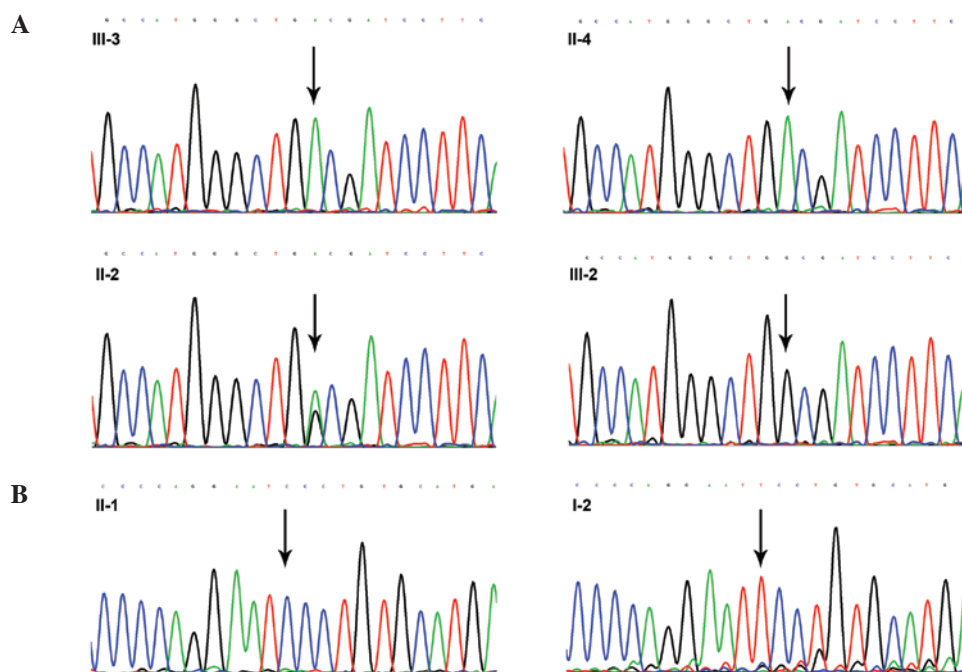 A
G C C A T G G G C T G A C G A T C C T T C
III-3
G C C A T G G G C T G A C G A T C C T T C
II-4
G C C A T G G G C T G A C G A T C C T T C
II-2
G C C A T G G G C T G G C G A T C C T T C
III-2
B
C C C C A G G A A T C C C T G T G C A T G A
II-1
C C C C A G G A A T T C C T G T G C A T G
I-2